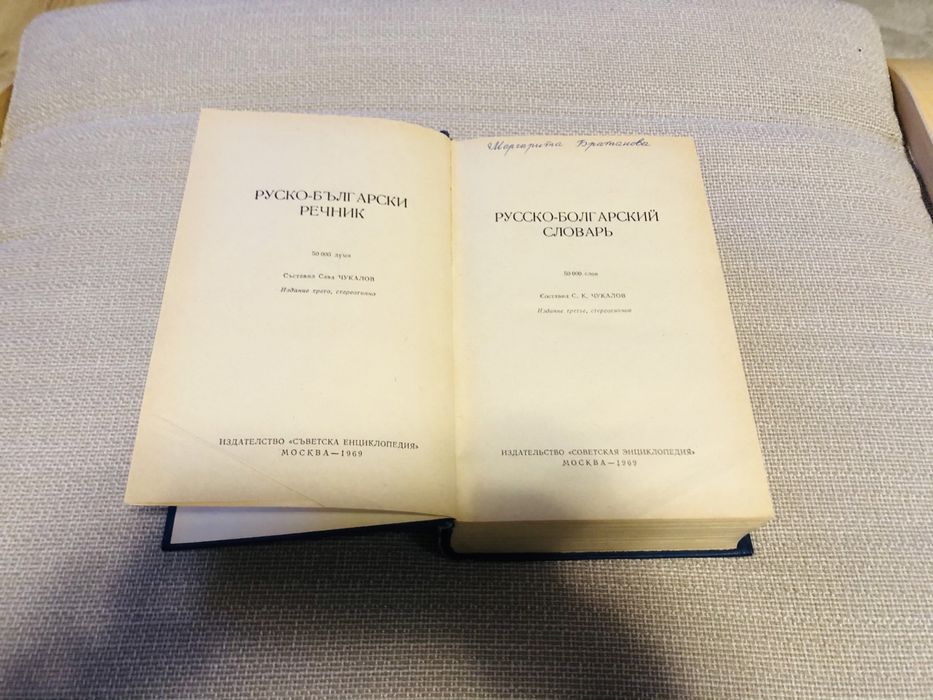 РУСКО-БЪЛГАРСКИ
РЕЧНИК
50 000 думи
Съставил Сава ЧУКАЛОВ
Издание трето, стереотипно
ИЗДАТЕЛСТВО «СЪВЕТСКА ЕНЦИКЛОПЕДИЯ»
МОСКВА — 1969
Маргарита Братанова
РУССКО-БОЛГАРСКИЙ
СЛОВАРЬ
50 000 слов
Составил С. К. ЧУКАЛОВ
Издание третье, стереотипное
ИЗДАТЕЛЬСТВО «СОВЕТСКАЯ ЭНЦИКЛОПЕДИЯ»
МОСКВА — 1969